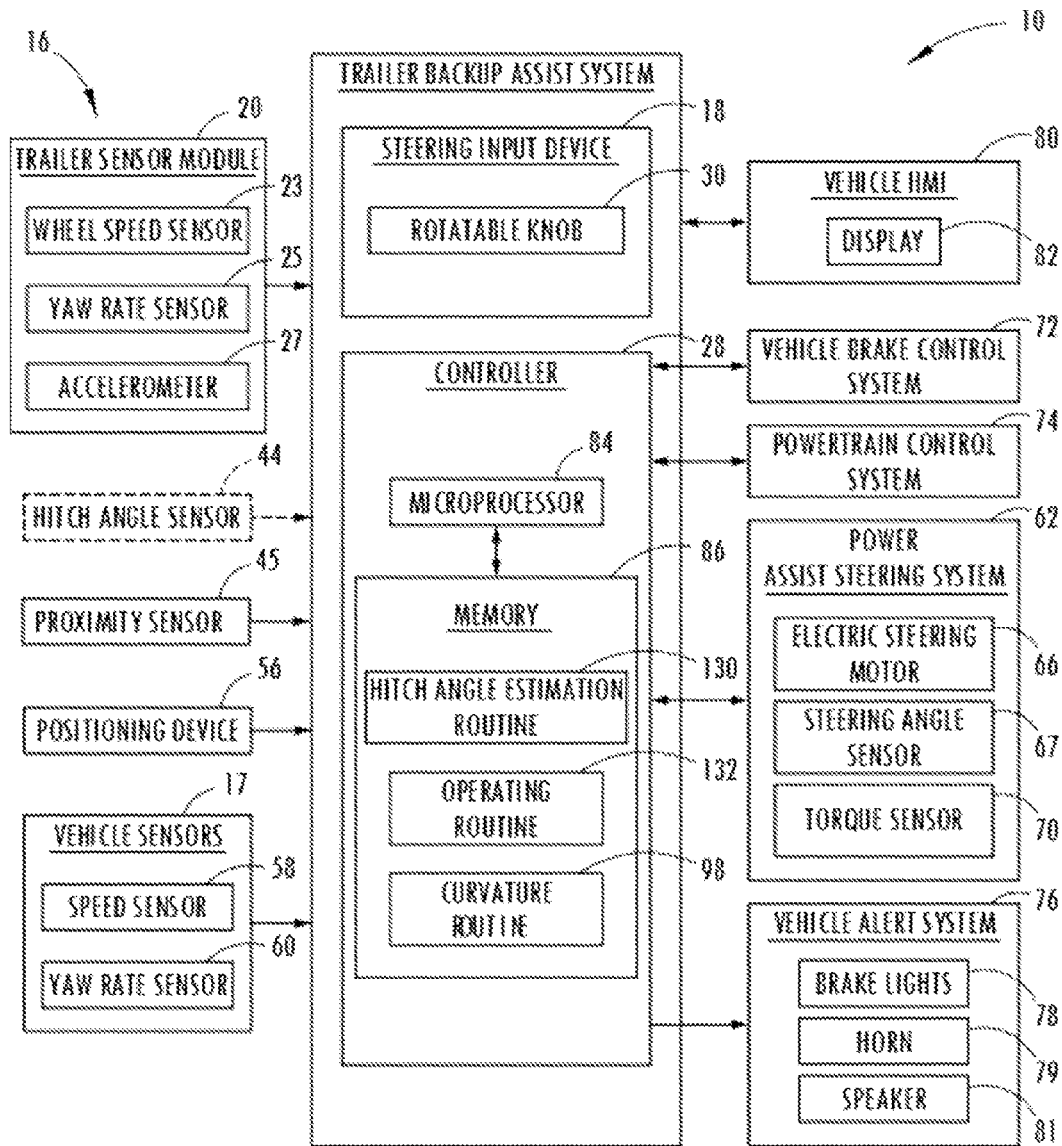 16
10
20
TRAILER SENSOR MODULE
23
WHEEL SPEED SENSOR
25
YAW RATE SENSOR
27
ACCELEROMETER
44
HITCH ANGLE SENSOR
45
PROXIMITY SENSOR
56
POSITIONING DEVICE
17
VEHICLE SENSORS
58
SPEED SENSOR
60
YAW RATE SENSOR
TRAILER BACKUP ASSIST SYSTEM
18
STEERING INPUT DEVICE
30
ROTATABLE KNOB
28
CONTROLLER
84
MICROPROCESSOR
86
MEMORY
130
HITCH ANGLE ESTIMATION
ROUTINE
132
OPERATING
ROUTINE
98
CURVATURE
ROUTINE
80
VEHICLE HMI
DISPLAY
82
72
VEHICLE BRAKE CONTROL
SYSTEM
74
POWERTRAIN CONTROL
SYSTEM
62
POWER
ASSIST STEERING SYSTEM
ELECTRIC STEERING
MOTOR
66
STEERING ANGLE
SENSOR
67
TORQUE SENSOR
70
76
VEHICLE ALERT SYSTEM
BRAKE LIGHTS
78
HORN
79
SPEAKER
81